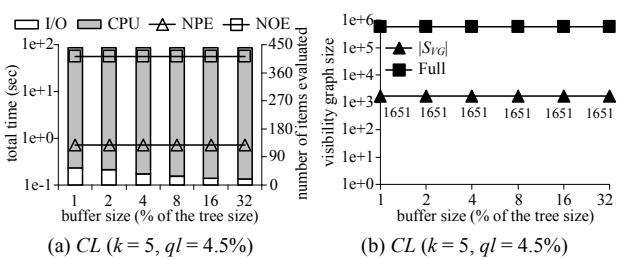 I/O CPU NPE NOE
total time (sec)
1e+2
1e+1
1e+0
1e-1
450
360
270
180
90
0
number of items evaluated
1 2 4 8 16 32
buffer size (% of the tree size)
(a) CL (k = 5, ql = 4.5%)
visibility graph size
1e+6
1e+5
1e+4
1e+3
1e+2
1e+1
1e+0
|S_VG|
Full
1651 1651 1651 1651 1651 1651
1 2 4 8 16 32
buffer size (% of the tree size)
(b) CL (k = 5, ql = 4.5%)